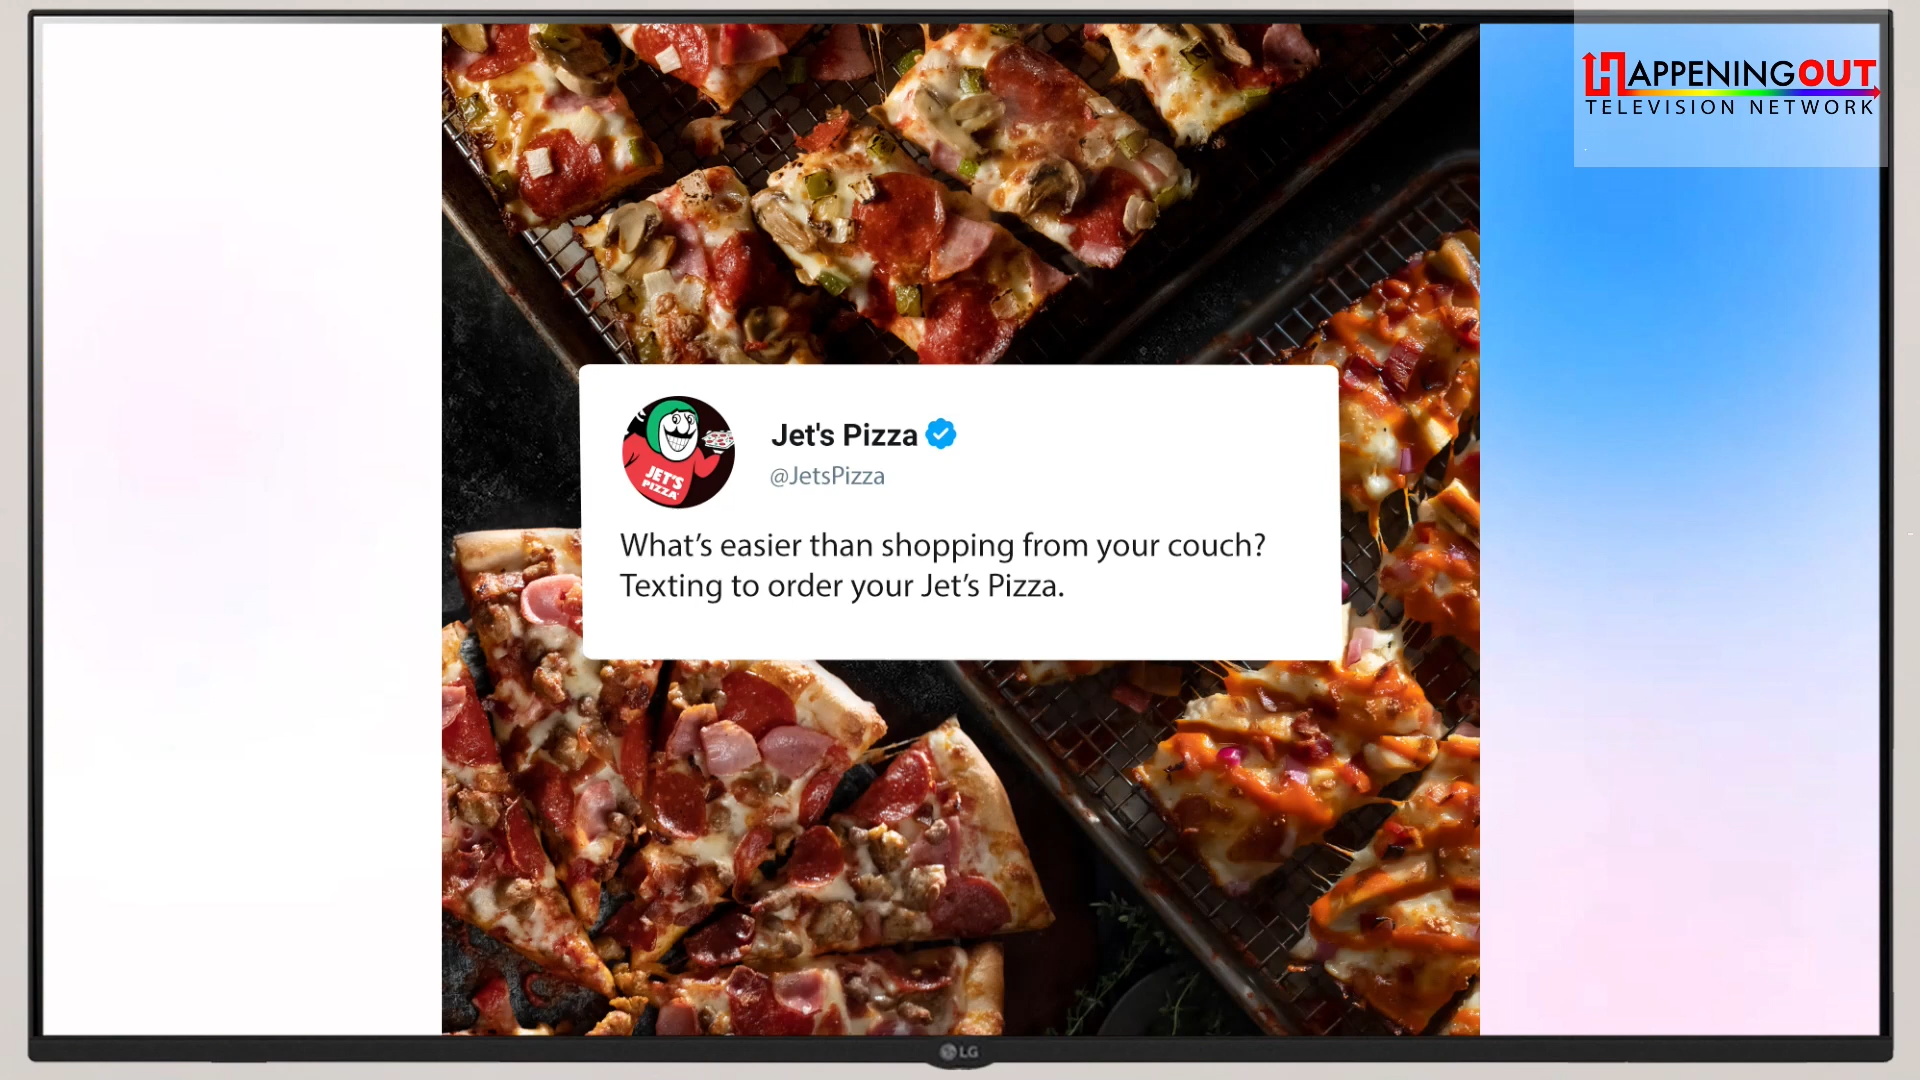 HAPPENINGOUT
TELEVISION NETWORK
JET'S
PIZZA
Jet's Pizza
@JetsPizza
What's easier than shopping from your couch?
Texting to order your Jet's Pizza.
LG